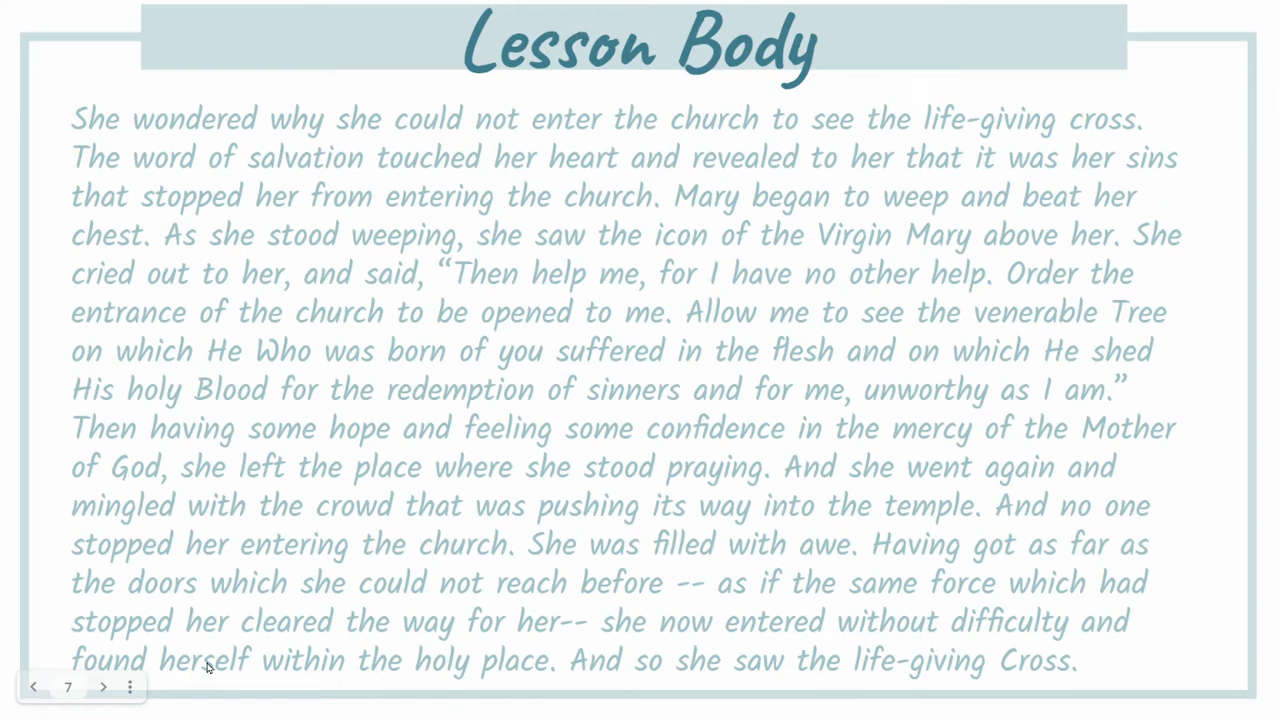 Lesson Body
She wondered why she could not enter the church to see the life-giving cross.
The word of salvation touched her heart and revealed to her that it was her sins
that stopped her from entering the church. Mary began to weep and beat her
chest. As she stood weeping, she saw the icon of the Virgin Mary above her. She
cried out to her, and said, “Then help me, for I have no other help. Order the
entrance of the church to be opened to me. Allow me to see the venerable Tree
on which He Who was born of you suffered in the flesh and on which He shed
His holy Blood for the redemption of sinners and for me, unworthy as I am.”
Then having some hope and feeling some confidence in the mercy of the Mother
of God, she left the place where she stood praying. And she went again and
mingled with the crowd that was pushing its way into the temple. And no one
stopped her entering the church. She was filled with awe. Having got as far as
the doors which she could not reach before -- as if the same force which had
stopped her cleared the way for her-- she now entered without difficulty and
found herself within the holy place. And so she saw the life-giving Cross.
7